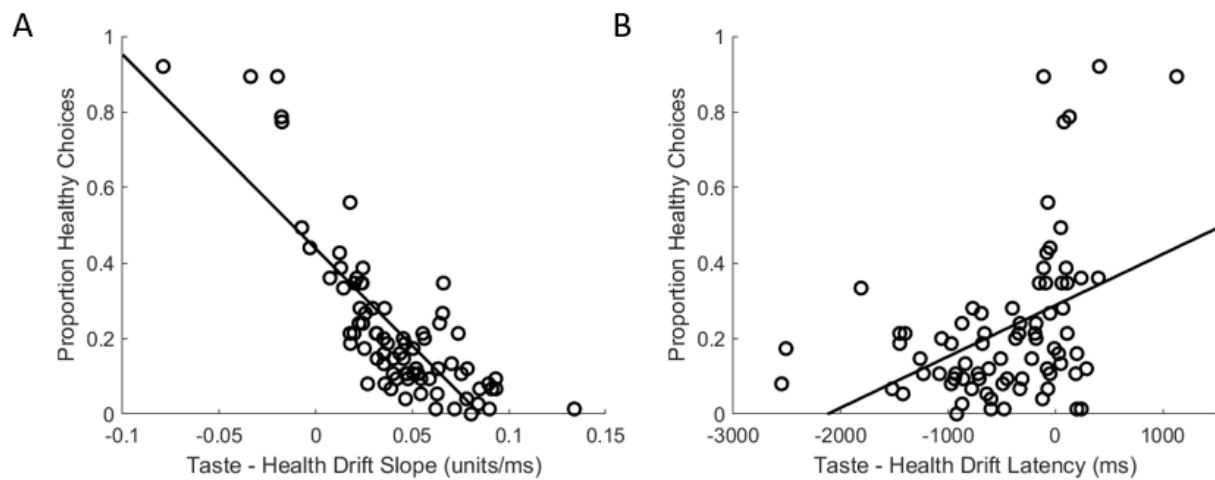 A
Proportion Healthy Choices
1
0.8
0.6
0.4
0.2
0
-0.1 -0.05 0 0.05 0.1 0.15
Taste - Health Drift Slope (units/ms)
B
Proportion Healthy Choices
1
0.8
0.6
0.4
0.2
0
-3000 -2000 -1000 0 1000
Taste - Health Drift Latency (ms)